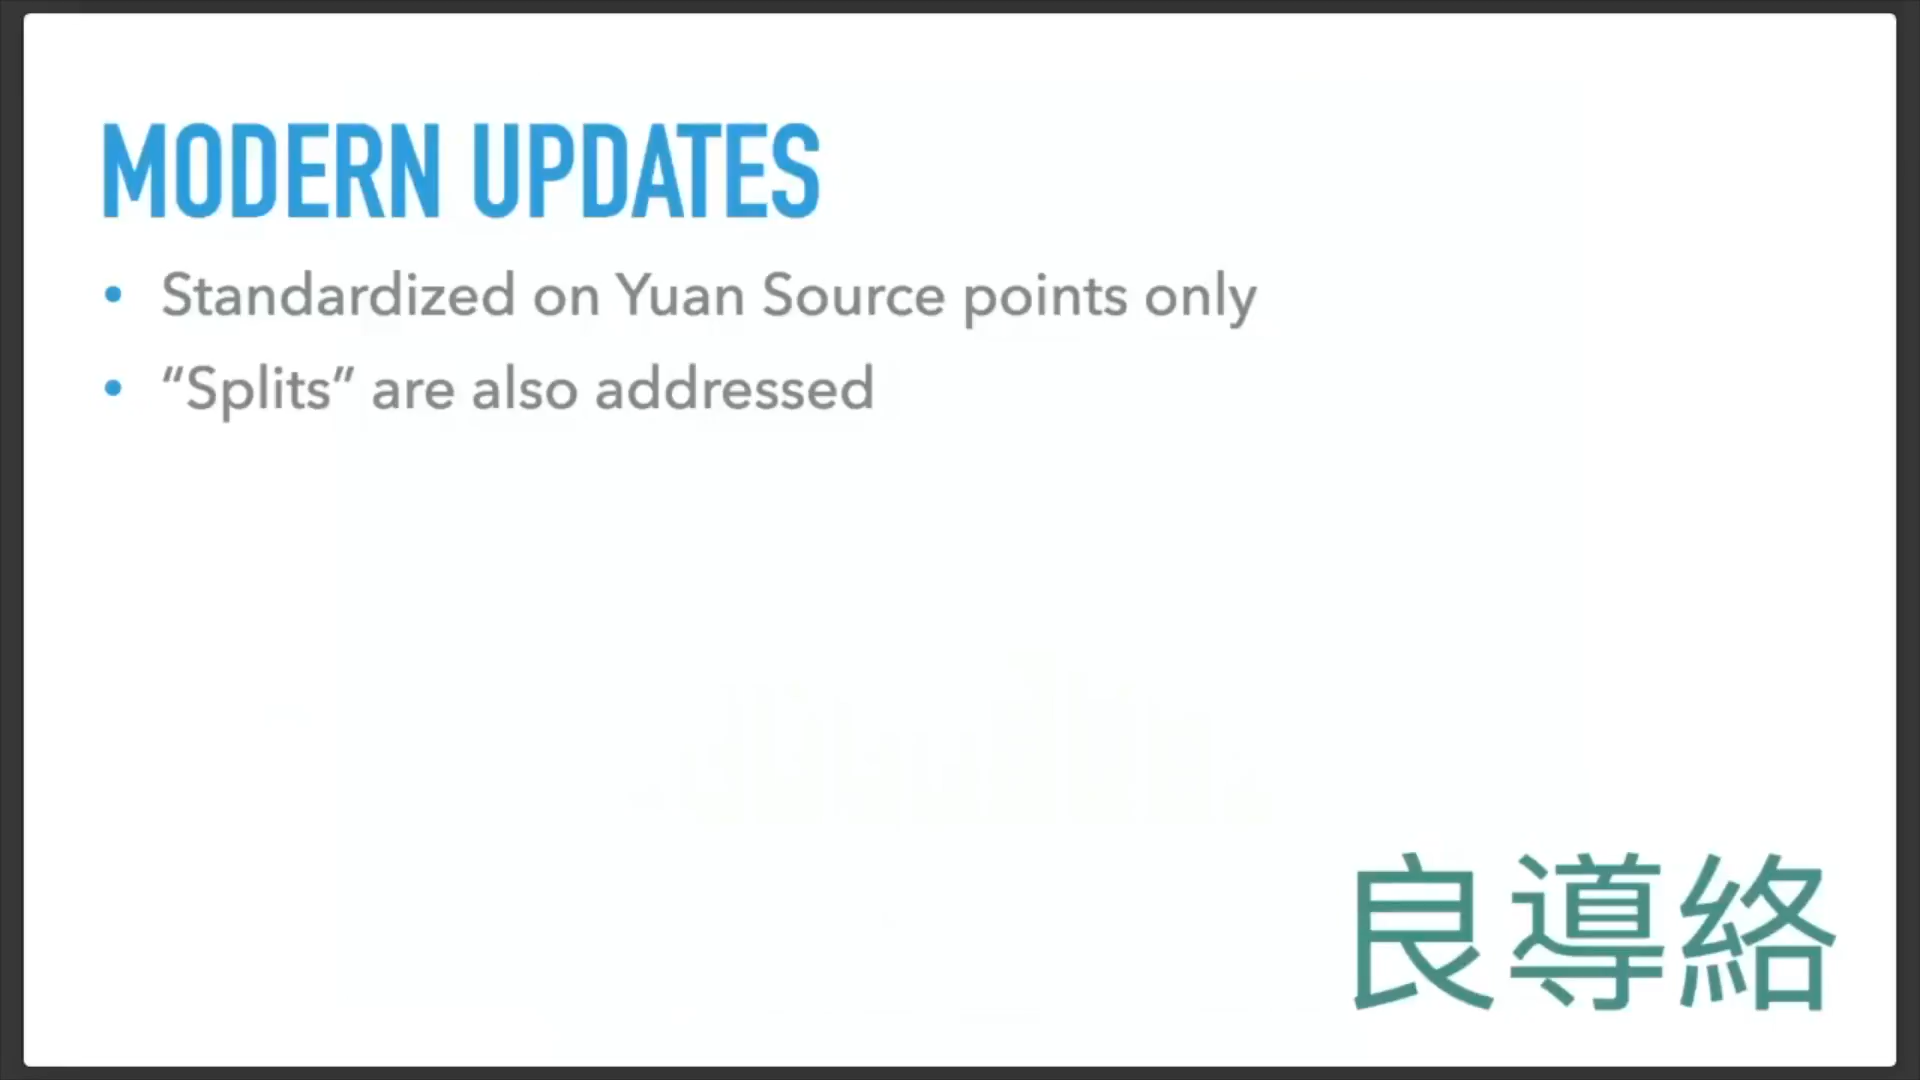 MODERN UPDATES
• Standardized on Yuan Source points only
• “Splits” are also addressed
良導絡